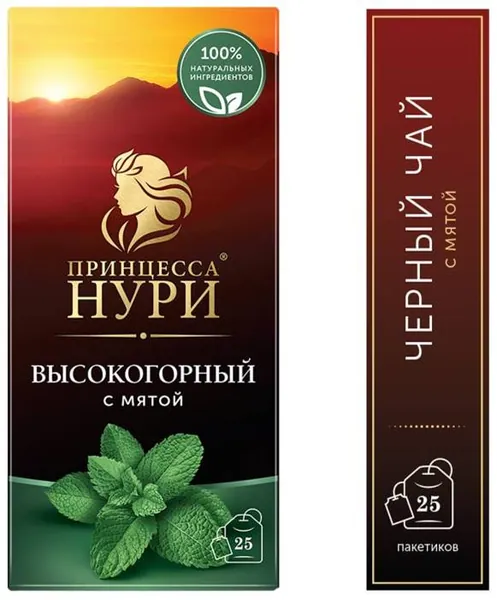 100%
НАТУРАЛЬНЫХ
ИНГРЕДИЕНТОВ
ПРИНЦЕССА®
НУРИ
ВЫСОКОГОРНЫЙ
С МЯТОЙ
25
ЧЕРНЫЙ ЧАЙ
С МЯТОЙ
25
пакетиков